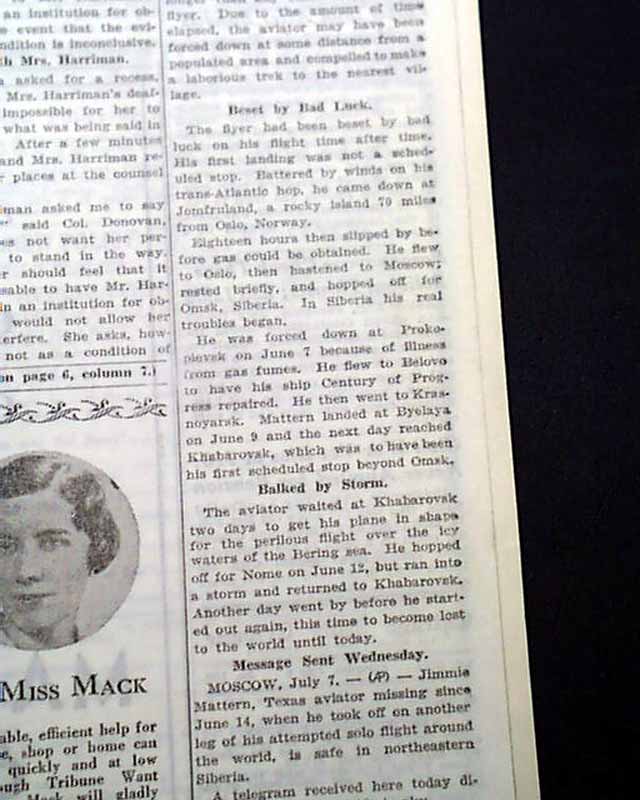 an institution for ob-
event that the evi-
ndition is inconclusive.
h Mrs. Harriman.
asked for a recess,
Mrs. Harriman's deaf-
impossible for her to
what was being said in
After a few minutes
and Mrs. Harriman re-
places at the counsel
man asked me to say
said Col. Donovan,
es not want her per-
to stand in the way.
r should feel that it
sable to have Mr. Har-
in an institution for ob-
would not allow her
erfere. She asks, how-
not as a condition of
on page 6, column 7.)
MISS MACK
able, efficient help for
e, shop or home can
quickly and at low
ough Tribune Want
Mack will gladly
flyer. Due to the amount of time
elapsed, the aviator may have been
forced down at some distance from a
populated area and compelled to make
a laborious trek to the nearest vil-
lage.
Beset by Bad Luck.
The flyer had been beset by bad
luck on his flight time after time.
His first landing was not a sched-
uled stop. Battered by winds on his
trans-Atlantic hop, he came down at
Jomfruland, a rocky island 70 miles
from Oslo, Norway.
Eighteen hours then slipped by be-
fore gas could be obtained. He flew
to Oslo, then hastened to Moscow;
rested briefly, and hopped off for
Omsk, Siberia. In Siberia his real
troubles began.
He was forced down at Proko-
pievsk on June 7 because of illness
from gas fumes. He flew to Belovo
to have his ship Century of Prog-
ress repaired. He then went to Kras-
noyarsk. Mattern landed at Byelaya
on June 9 and the next day reached
Khabarovsk, which was to have been
his first scheduled stop beyond Omsk.
Balked by Storm.
The aviator waited at Khabarovsk
two days to get his plane in shape
for the perilous flight over the icy
waters of the Bering sea. He hopped
off for Nome on June 12, but ran into
a storm and returned to Khabarovsk.
Another day went by before he start-
ed out again, this time to become lost
to the world until today.
Message Sent Wednesday.
MOSCOW, July 7. — (AP) — Jimmie
Mattern, Texas aviator missing since
June 14, when he took off on another
leg of his attempted solo flight around
the world, is safe in northeastern
Siberia.
A telegram received here today di-